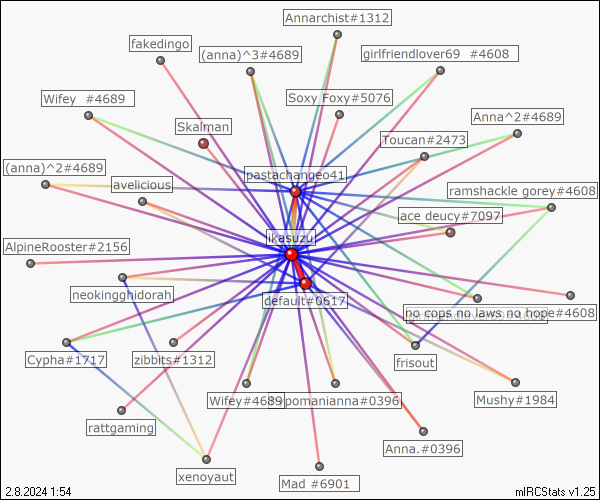 Annarchist#1312
fakedingo
(anna)^3#4689
girlfriendlover69 #4608
Wifey #4689
Soxy Foxy#5076
Anna^2#4689
Skalman
Toucan#2473
(anna)^2#4689
pastachangeo41
avelicious
ramshackle gorey#4608
ace deucy#7097
ikasuzu
AlpineRooster#2156
neokingghidorah
default#0617
no cops no laws no hope#4608
Cypha#1717
zibbits#1312
frisout
Wifey#4689
hypomanianna#0396
Mushy#1984
rattgaming
Anna.#0396
xenoyaut
Mad #6901
2.8.2024 1:54
mIRCStats v1.25